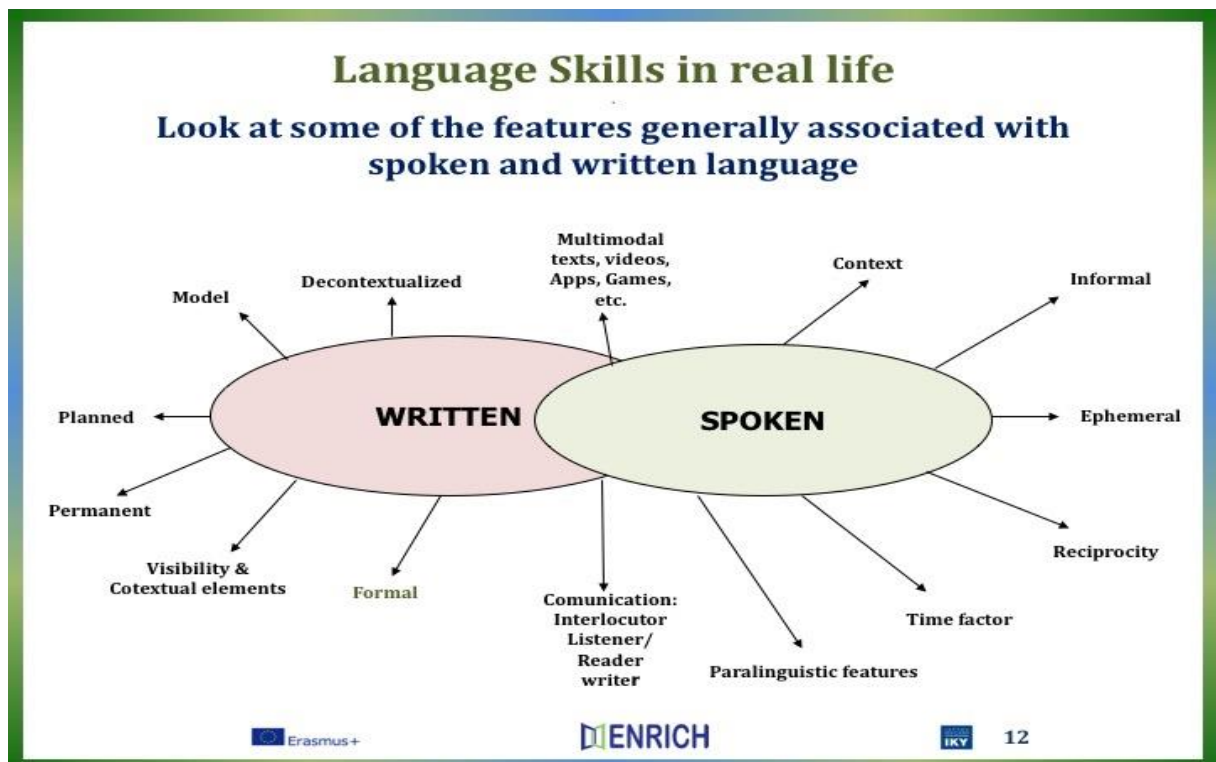 Language Skills in real life
Look at some of the features generally associated with
spoken and written language
Multimodal
texts, videos,
Apps, Games,
etc.
Context
Informal
Decontextualized
Model
WRITTEN
SPOKEN
Planned
Ephemeral
Permanent
Reciprocity
Visibility &
Cotextual elements
Formal
Comunication:
Interlocutor
Listener/
Reader
writer
Time factor
Paralinguistic features
Erasmus+
ENRICH
IKY
12